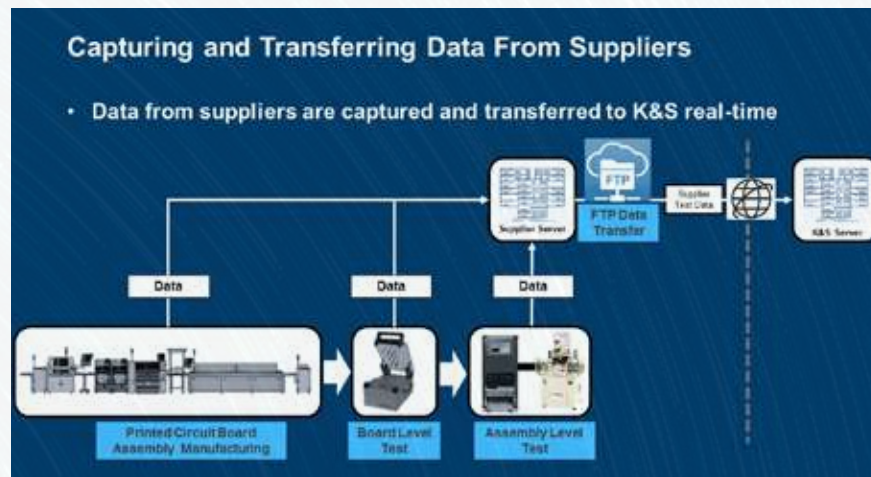 Capturing and Transferring Data From Suppliers
• Data from suppliers are captured and transferred to K&S real-time
FTP
Supplier Server
FTP Data
Transfer
Supplier
Test Data
K&S Server
Data
Data
Data
Printed Circuit Board
Assembly Manufacturing
Board Level
Test
Assembly Level
Test